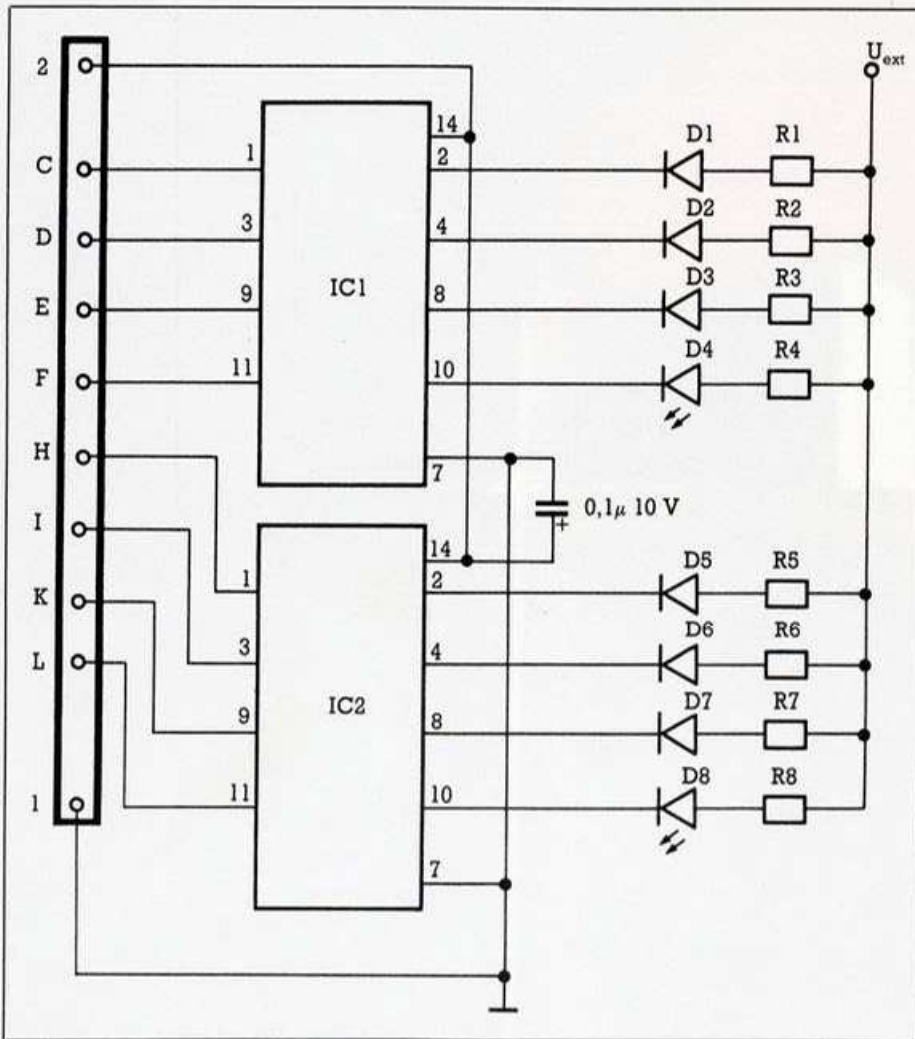 U ext
2
14
D1 R1
C 1 2
D2 R2
D 3 4
D3 R3
E 9 IC1 8
D4 R4
F 11 10
H 7
0,1µ 10 V
I
14 D5 R5
1 2
K
D6 R6
3 4
L
D7 R7
9 IC2 8
D8 R8
1 11 10
7